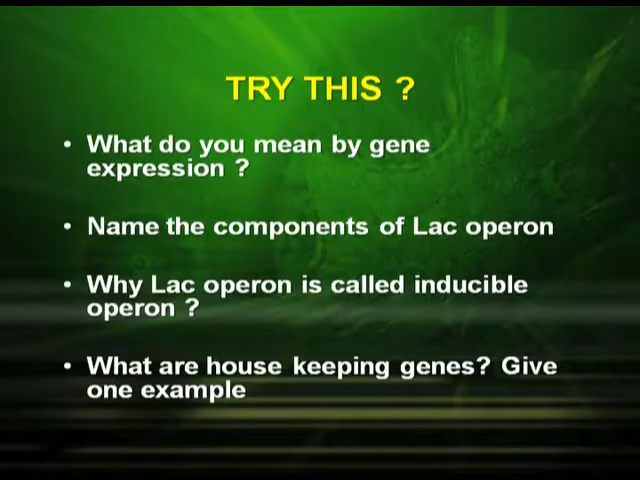 TRY THIS ?
• What do you mean by gene
expression ?
• Name the components of Lac operon
• Why Lac operon is called inducible
operon ?
• What are house keeping genes? Give
one example